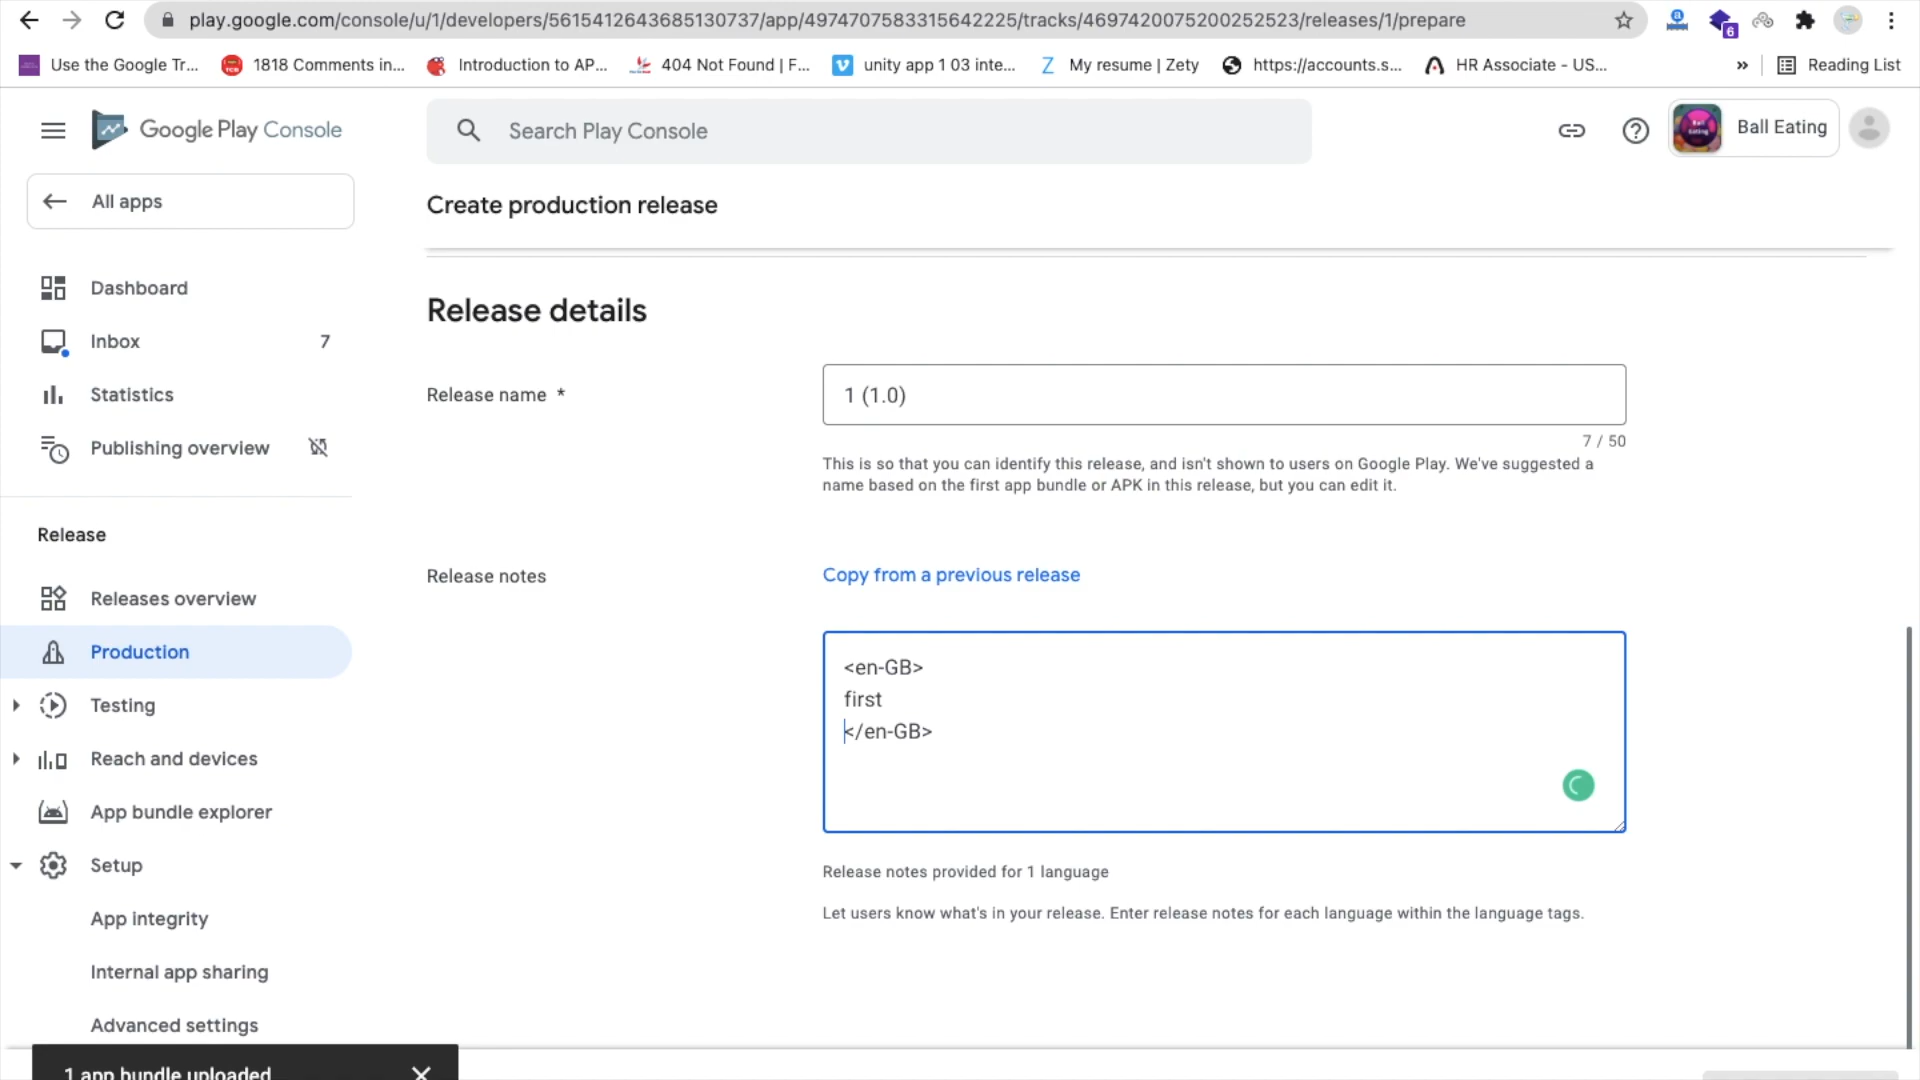 play.google.com/console/u/1/developers/5615412643685130737/app/4974707583315642225/tracks/4697420075200252523/releases/1/prepare
6
Use the Google Tr...
1818 Comments in...
Introduction to AP...
404 Not Found | F...
unity app 1 03 inte...
My resume | Zety
https://accounts.s...
HR Associate - US...
»
Reading List
Google Play Console
Search Play Console
Ball Eating
All apps
Create production release
Dashboard
Inbox 7
Statistics
Publishing overview
Release
Releases overview
Production
Testing
Reach and devices
App bundle explorer
Setup
App integrity
Internal app sharing
Advanced settings
Release details
Release name *
1 (1.0)
7 / 50
This is so that you can identify this release, and isn't shown to users on Google Play. We've suggested a
name based on the first app bundle or APK in this release, but you can edit it.
Release notes
Copy from a previous release
<en-GB>
first
</en-GB>
Release notes provided for 1 language
Let users know what's in your release. Enter release notes for each language within the language tags.
1 app bundle uploaded